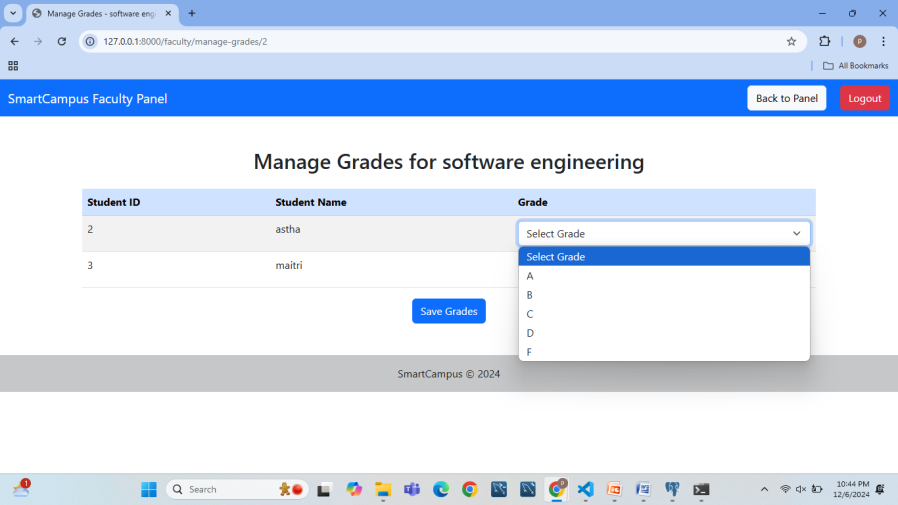 Manage Grades - software engi
127.0.0.1:8000/faculty/manage-grades/2
All Bookmarks
SmartCampus Faculty Panel
Back to Panel
Logout
Manage Grades for software engineering
Student ID Student Name Grade
2 astha Select Grade
Select Grade
A
3 maitri
B
C
D
F
Save Grades
SmartCampus © 2024
1
Search
P
10:44 PM
12/6/2024